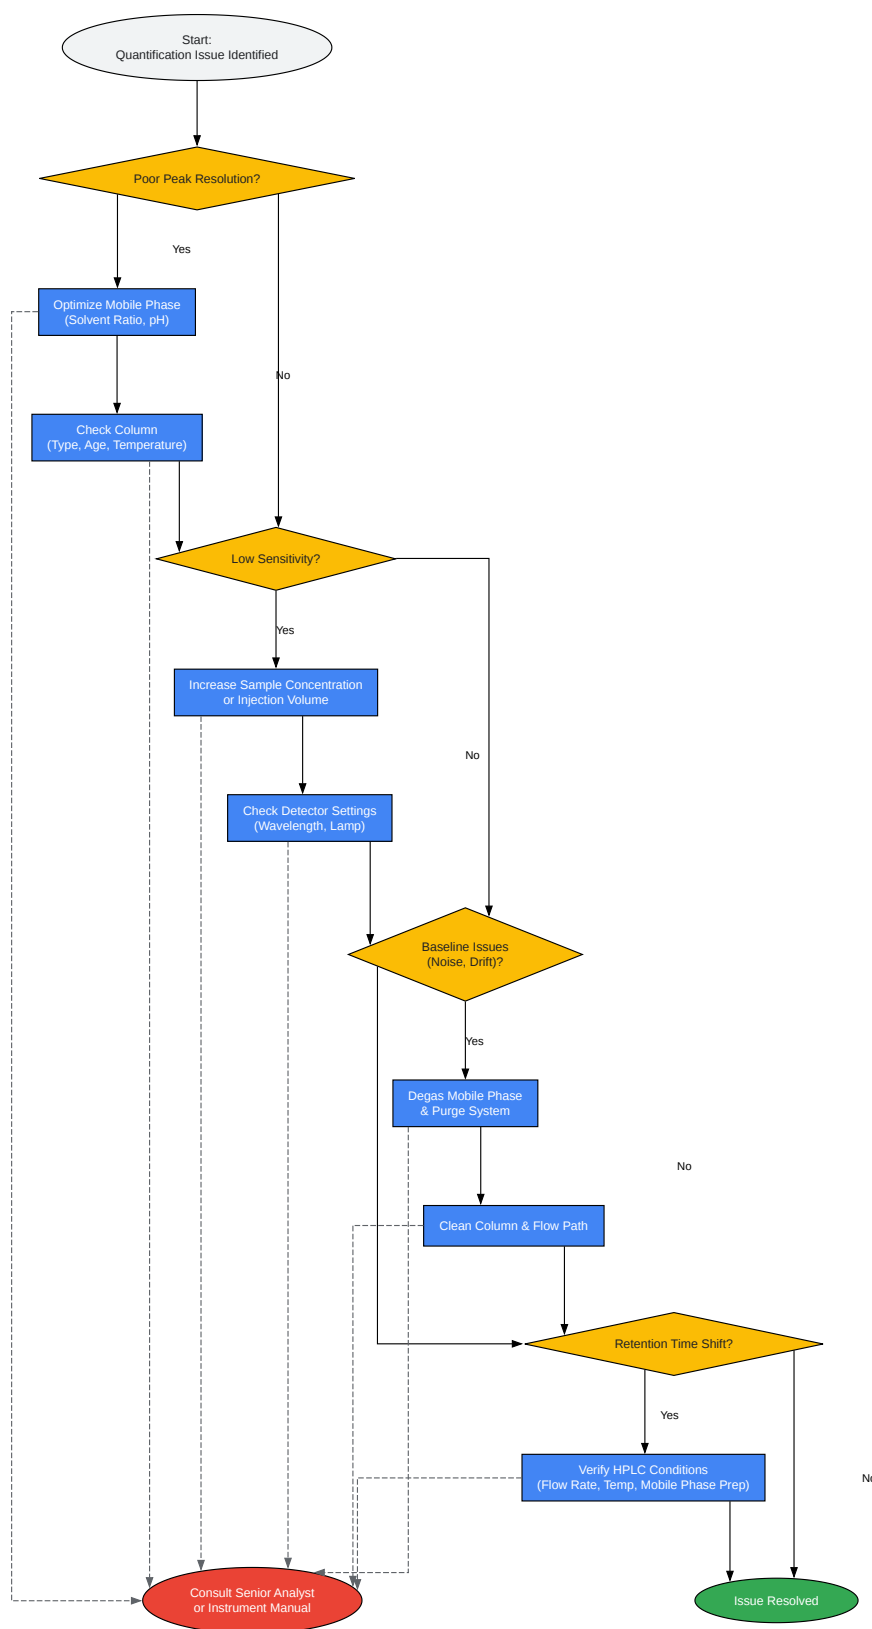 Start:
Quantification Issue Identified
Poor Peak Resolution?
Yes
Optimize Mobile Phase
(Solvent Ratio, pH)
No
Check Column
(Type, Age, Temperature)
Low Sensitivity?
Yes
Increase Sample Concentration
or Injection Volume
No
Check Detector Settings
(Wavelength, Lamp)
Baseline Issues
(Noise, Drift)?
Yes
Degas Mobile Phase
& Purge System
No
Clean Column & Flow Path
Retention Time Shift?
Yes
Verify HPLC Conditions
(Flow Rate, Temp, Mobile Phase Prep)
No
Consult Senior Analyst
or Instrument Manual
Issue Resolved